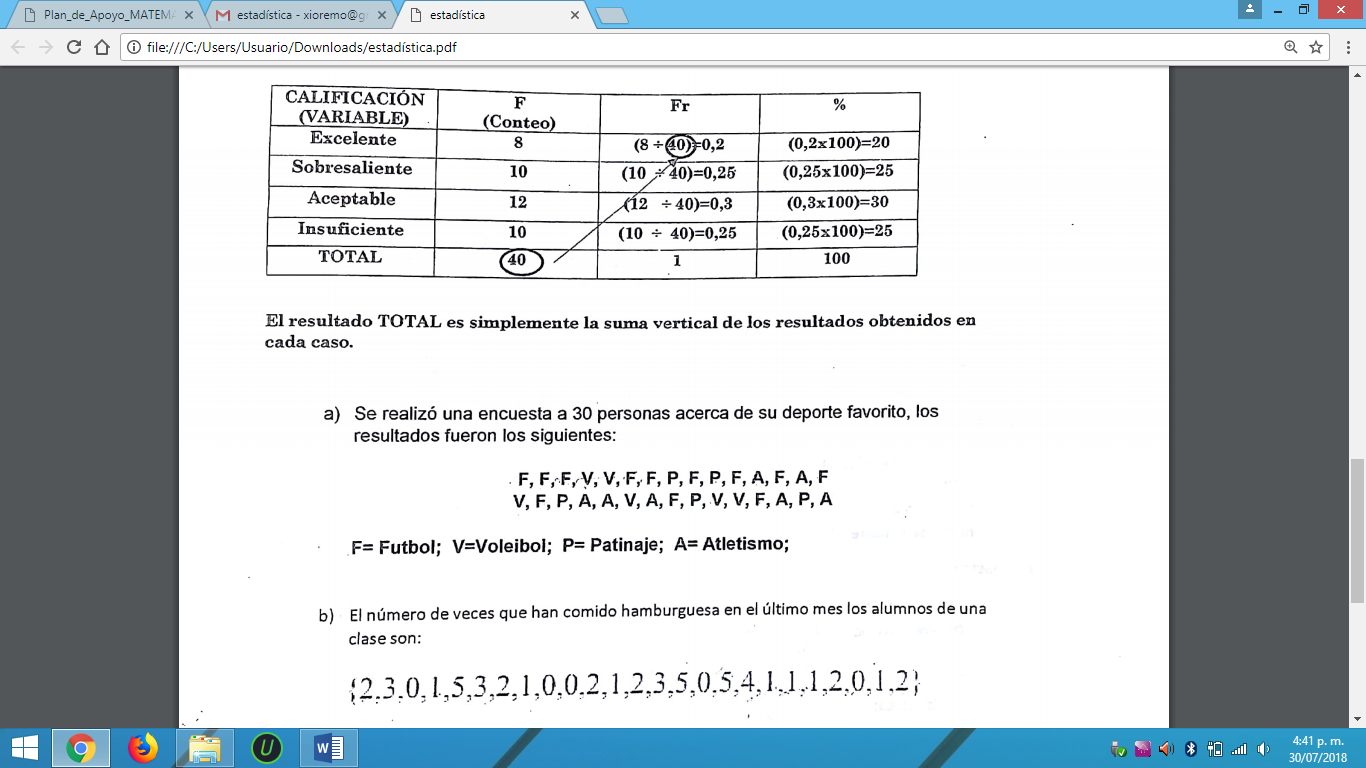 Plan_de_Apoyo_MATEM
estadística - xioremo@g
estadística
file:///C:/Users/Usuario/Downloads/estadística.pdf
CALIFICACIÓN (VARIABLE) F (Conteo) Fr %
Excelente 8 (8 ÷ 40)=0,2 (0,2x100)=20
Sobresaliente 10 (10 ÷ 40)=0,25 (0,25x100)=25
Aceptable 12 (12 ÷ 40)=0,3 (0,3x100)=30
Insuficiente 10 (10 ÷ 40)=0,25 (0,25x100)=25
TOTAL 40 1 100
El resultado TOTAL es simplemente la suma vertical de los resultados obtenidos en
cada caso.
a) Se realizó una encuesta a 30 personas acerca de su deporte favorito, los
resultados fueron los siguientes:
F, F, F, V, V, F, F, P, F, P, F, A, F, A, F
V, F, P, A, A, V, A, F, P, V, V, F, A, P, A
F= Futbol; V=Voleibol; P= Patinaje; A= Atletismo;
b) El número de veces que han comido hamburguesa en el último mes los alumnos de una
clase son:
{2,3,0,1,5,3,2,1,0,0,2,1,2,3,5,0,5,4,1,1,1,2,0,1,2}
4:41 p. m.
30/07/2018